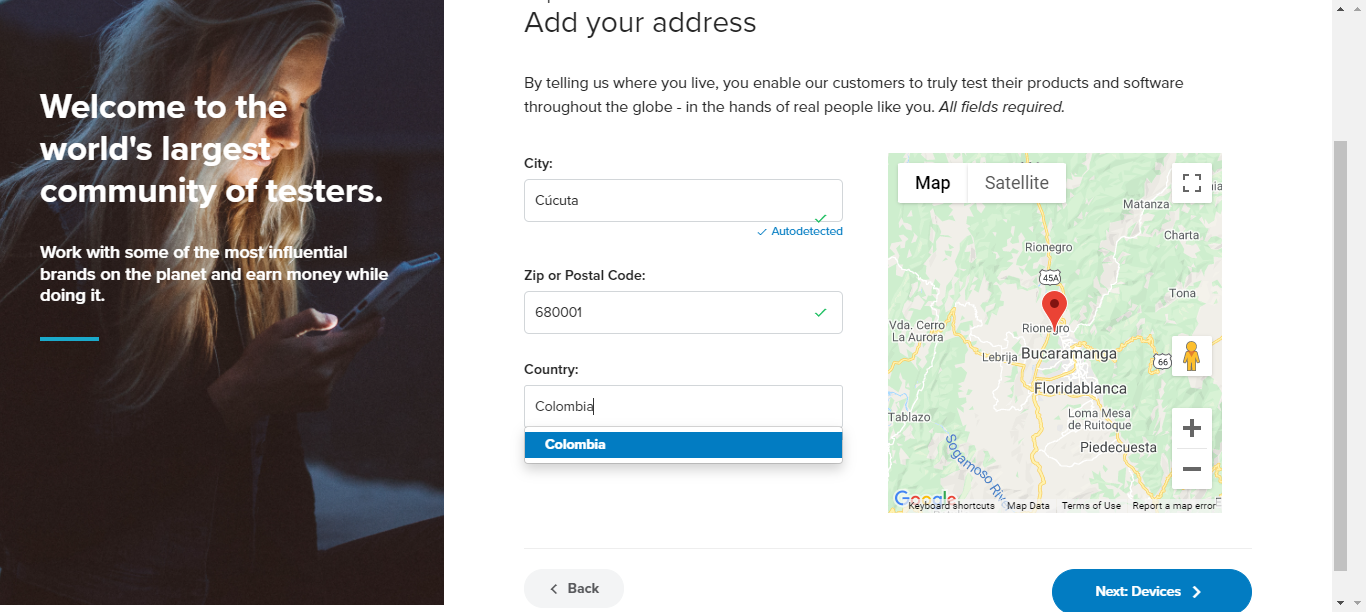 Add your address
Welcome to the
world's largest
community of testers.
Work with some of the most influential
brands on the planet and earn money while
doing it.
By telling us where you live, you enable our customers to truly test their products and software
throughout the globe - in the hands of real people like you. All fields required.
City:
Cúcuta
Autodetected
Zip or Postal Code:
680001
Country:
Colombia
Colombia
Map
Satellite
Matanza
Charta
Rionegro
45A
Tona
Vda. Cerro
La Aurora
Rionegro
Lebrija
Bucaramanga
66
Floridablanca
Tablazo
Loma Mesa
de Ruitoque
Piedecuesta
Sogamoso Riv
Google
Keyboard shortcuts
Map Data
Terms of Use
Report a map error
Back
Next: Devices